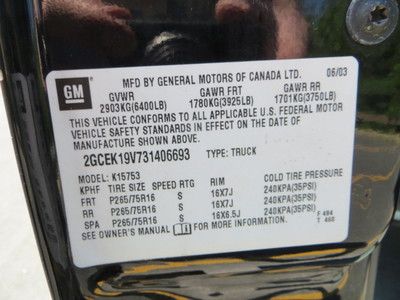 GM
MFD BY GENERAL MOTORS OF CANADA LTD. 06/03
GVWR GAWR FRT GAWR RR
2903KG(6400LB) 1780KG(3925LB) 1701KG(3750LB)
THIS VEHICLE CONFORMS TO ALL APPLICABLE U.S. FEDERAL MOTOR
VEHICLE SAFETY STANDARDS IN EFFECT ON THE DATE OF
MANUFACTURE SHOWN ABOVE.
2GCEK19V731406693 TYPE: TRUCK
MODEL: K15753
COLD TIRE PRESSURE
KPHF TIRE SIZE SPEED RTG RIM
FRT P265/75R16 S 16X7J 240KPA(35PSI)
RR P265/75R16 S 16X7J 240KPA(35PSI)
SPA P265/75R16 S 16X6.5J 240KPA(35PSI)
SEE OWNER'S MANUAL FOR MORE INFORMATION. F 484
T 488